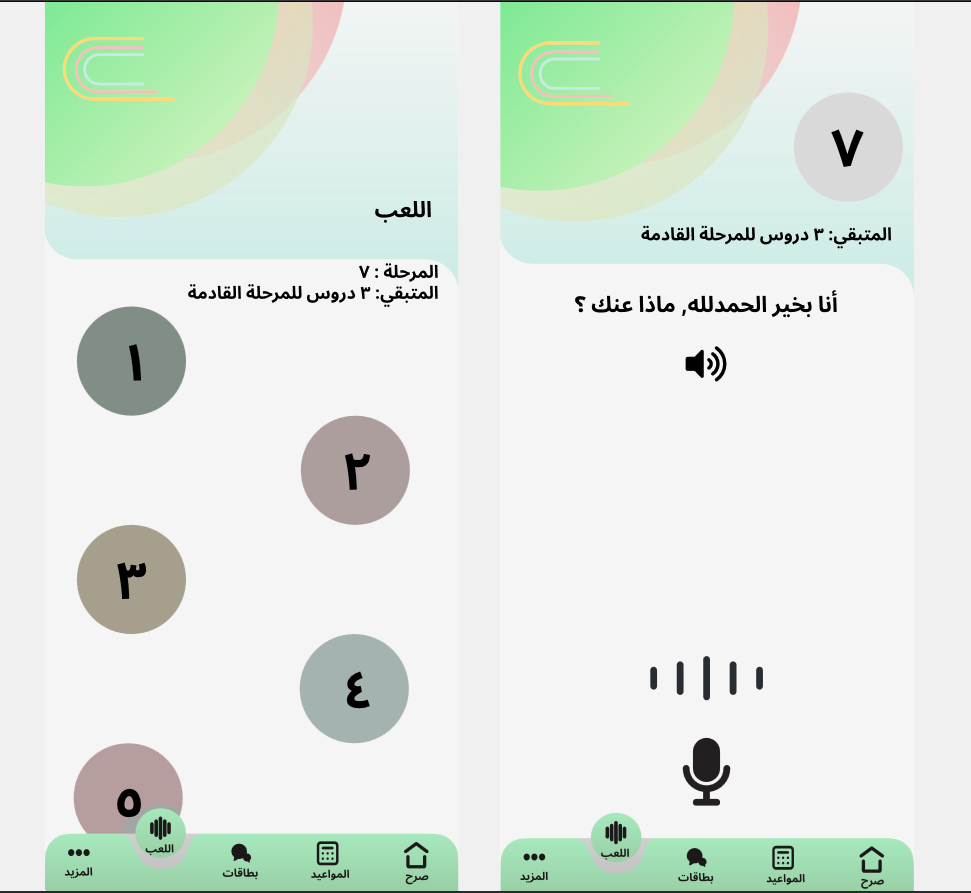 اللعب
المرحلة : ٧
المتبقي: ٣ دروس للمرحلة القادمة
١
٢
٣
٤
٥
صرح
المواعيد
بطاقات
اللعب
المزيد
٧
المتبقي: ٣ دروس للمرحلة القادمة
أنا بخير الحمدلله, ماذا عنك ؟
صرح
المواعيد
بطاقات
اللعب
المزيد